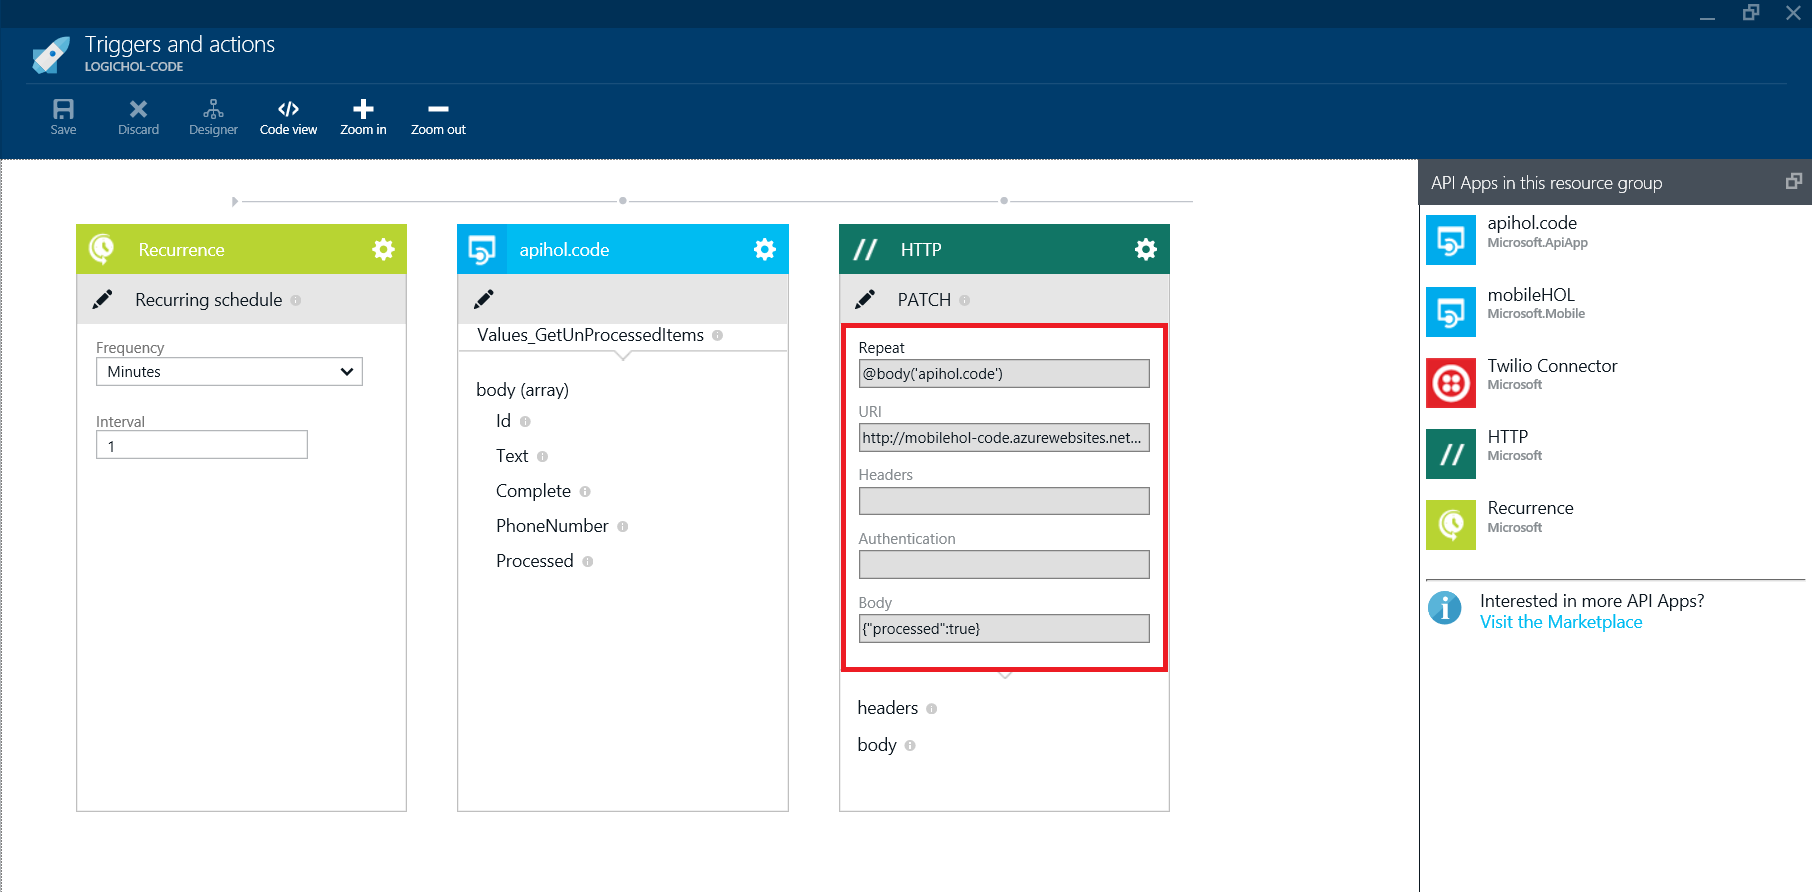 Triggers and actions
LOGICHOL-CODE
Save
Discard
Designer
Code view
Zoom in
Zoom out
Recurrence
Recurring schedule
Frequency
Minutes
Interval
1
apihol.code
Values_GetUnProcessedItems
body (array)
Id
Text
Complete
PhoneNumber
Processed
HTTP
PATCH
Repeat
@body('apihol.code')
URI
http://mobilehol-code.azurewebsites.net...
Headers
Authentication
Body
{"processed":true}
headers
body
API Apps in this resource group
apihol.code
Microsoft.ApiApp
mobileHOL
Microsoft.Mobile
Twilio Connector
Microsoft
HTTP
Microsoft
Recurrence
Microsoft
Interested in more API Apps?
Visit the Marketplace